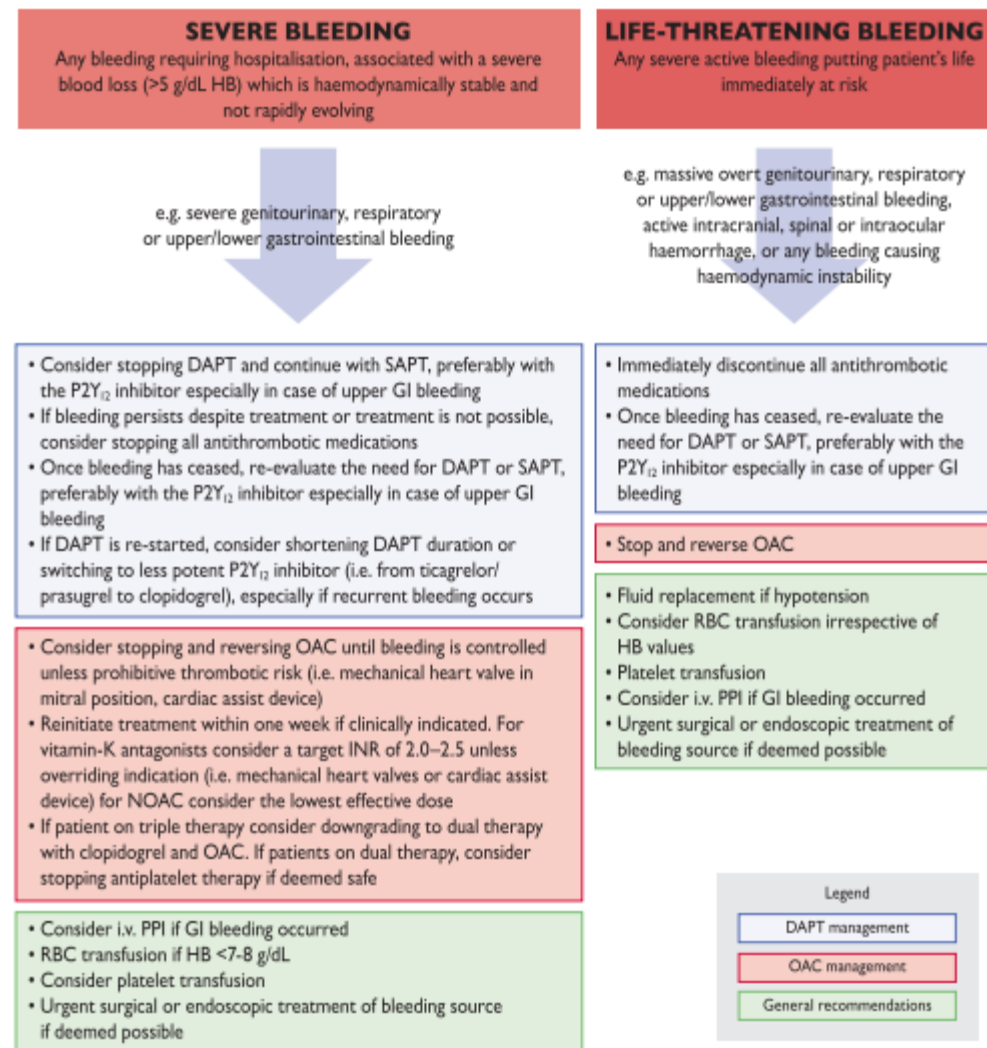 SEVERE BLEEDING
Any bleeding requiring hospitalisation, associated with a severe
blood loss (>5 g/dL HB) which is haemodynamically stable and
not rapidly evolving
e.g. severe genitourinary, respiratory
or upper/lower gastrointestinal bleeding
• Consider stopping DAPT and continue with SAPT, preferably with
the P2Y₁₂ inhibitor especially in case of upper GI bleeding
• If bleeding persists despite treatment or treatment is not possible,
consider stopping all antithrombotic medications
• Once bleeding has ceased, re-evaluate the need for DAPT or SAPT,
preferably with the P2Y₁₂ inhibitor especially in case of upper GI
bleeding
• If DAPT is re-started, consider shortening DAPT duration or
switching to less potent P2Y₁₂ inhibitor (i.e. from ticagrelor/
prasugrel to clopidogrel), especially if recurrent bleeding occurs
• Consider stopping and reversing OAC until bleeding is controlled
unless prohibitive thrombotic risk (i.e. mechanical heart valve in
mitral position, cardiac assist device)
• Reinitiate treatment within one week if clinically indicated. For
vitamin-K antagonists consider a target INR of 2.0–2.5 unless
overriding indication (i.e. mechanical heart valves or cardiac assist
device) for NOAC consider the lowest effective dose
• If patient on triple therapy consider downgrading to dual therapy
with clopidogrel and OAC. If patients on dual therapy, consider
stopping antiplatelet therapy if deemed safe
• Consider i.v. PPI if GI bleeding occurred
• RBC transfusion if HB <7-8 g/dL
• Consider platelet transfusion
• Urgent surgical or endoscopic treatment of bleeding source
if deemed possible
LIFE-THREATENING BLEEDING
Any severe active bleeding putting patient's life
immediately at risk
e.g. massive overt genitourinary, respiratory
or upper/lower gastrointestinal bleeding,
active intracranial, spinal or intraocular
haemorrhage, or any bleeding causing
haemodynamic instability
• Immediately discontinue all antithrombotic
medications
• Once bleeding has ceased, re-evaluate the
need for DAPT or SAPT, preferably with the
P2Y₁₂ inhibitor especially in case of upper GI
bleeding
• Stop and reverse OAC
• Fluid replacement if hypotension
• Consider RBC transfusion irrespective of
HB values
• Platelet transfusion
• Consider i.v. PPI if GI bleeding occurred
• Urgent surgical or endoscopic treatment of
bleeding source if deemed possible
Legend
DAPT management
OAC management
General recommendations